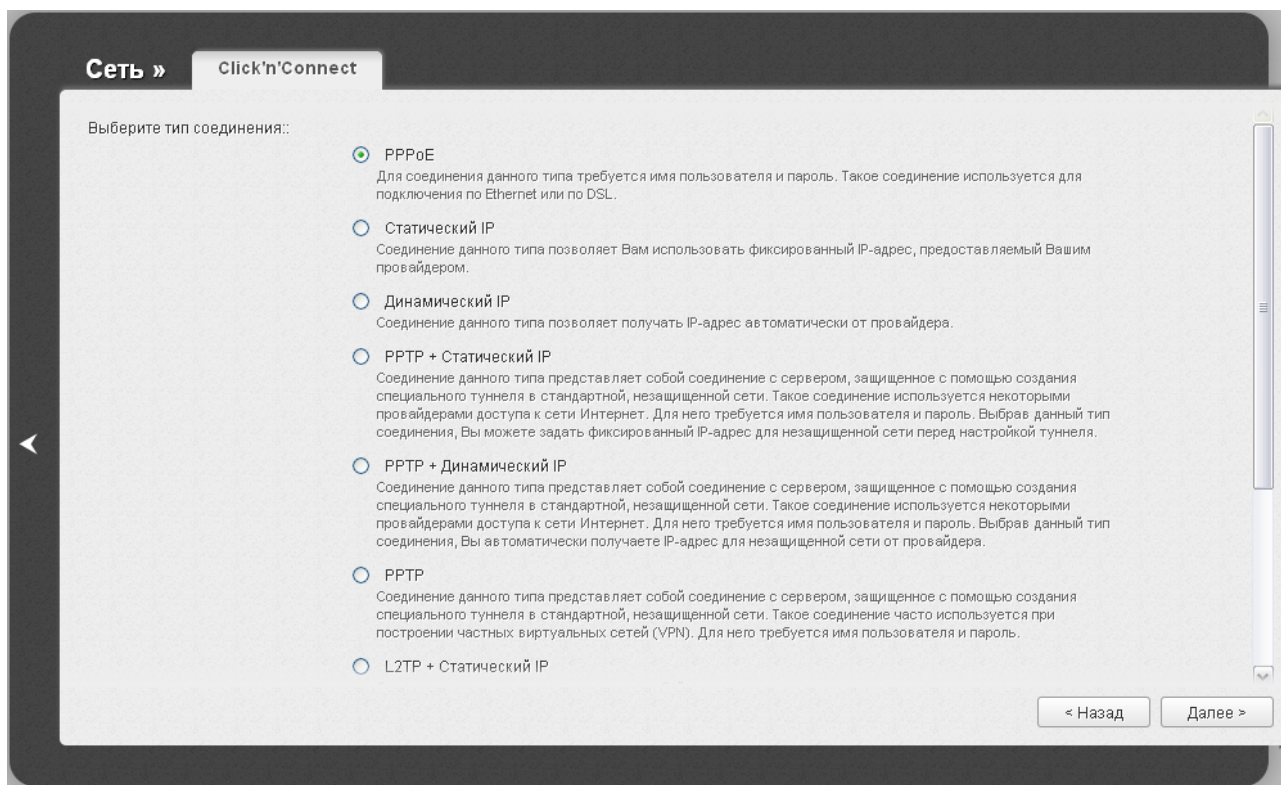 Сеть » Click'n'Connect
Выберите тип соединения::
PPPoE
Для соединения данного типа требуется имя пользователя и пароль. Такое соединение используется для
подключения по Ethernet или по DSL.
Статический IP
Соединение данного типа позволяет Вам использовать фиксированный IP-адрес, предоставляемый Вашим
провайдером.
Динамический IP
Соединение данного типа позволяет получать IP-адрес автоматически от провайдера.
PPTP + Статический IP
Соединение данного типа представляет собой соединение с сервером, защищенное с помощью создания
специального туннеля в стандартной, незащищенной сети. Такое соединение используется некоторыми
провайдерами доступа к сети Интернет. Для него требуется имя пользователя и пароль. Выбрав данный тип
соединения, Вы можете задать фиксированный IP-адрес для незащищенной сети перед настройкой туннеля.
PPTP + Динамический IP
Соединение данного типа представляет собой соединение с сервером, защищенное с помощью создания
специального туннеля в стандартной, незащищенной сети. Такое соединение используется некоторыми
провайдерами доступа к сети Интернет. Для него требуется имя пользователя и пароль. Выбрав данный тип
соединения, Вы автоматически получаете IP-адрес для незащищенной сети от провайдера.
PPTP
Соединение данного типа представляет собой соединение с сервером, защищенное с помощью создания
специального туннеля в стандартной, незащищенной сети. Такое соединение часто используется при
построении частных виртуальных сетей (VPN). Для него требуется имя пользователя и пароль.
L2TP + Статический IP
< Назад Далее >